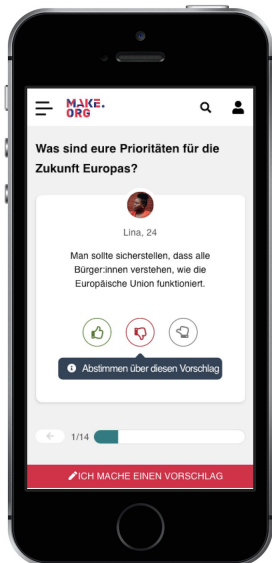 MAKE.
ORG
Was sind eure Prioritäten für die
Zukunft Europas?
Lina, 24
Man sollte sicherstellen, dass alle
Bürger:innen verstehen, wie die
Europäische Union funktioniert.
Abstimmen über diesen Vorschlag
1/14
ICH MACHE EINEN VORSCHLAG